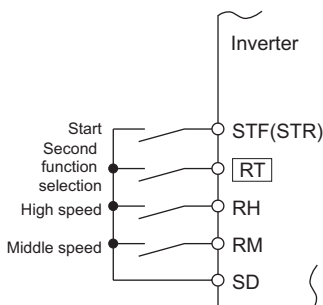 Inverter
Start
STF(STR)
Second
function
selection
RT
High speed
RH
Middle speed
RM
SD